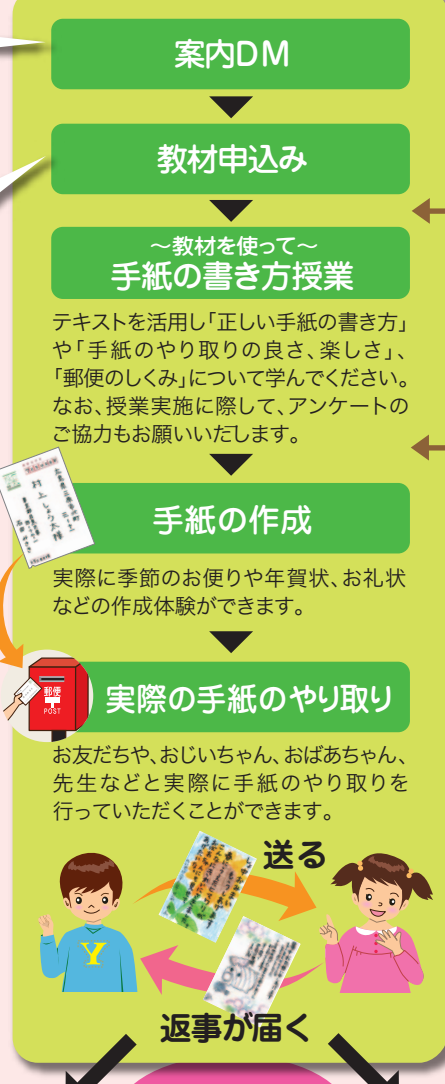 案内DM
教材申込み
～教材を使って～
手紙の書き方授業
テキストを活用し「正しい手紙の書き方」
や「手紙のやり取りの良さ、楽しさ」、
「郵便のしくみ」について学んでください。
なお、授業実施に際して、アンケートの
ご協力もお願いいたします。
手紙の作成
実際に季節のお便りや年賀状、お礼状
などの作成体験ができます。
郵便
POST
実際の手紙のやり取り
お友だちや、おじいちゃん、おばあちゃん、
先生などと実際に手紙のやり取りを
行っていただくことができます。
送る
Y
返事が届く